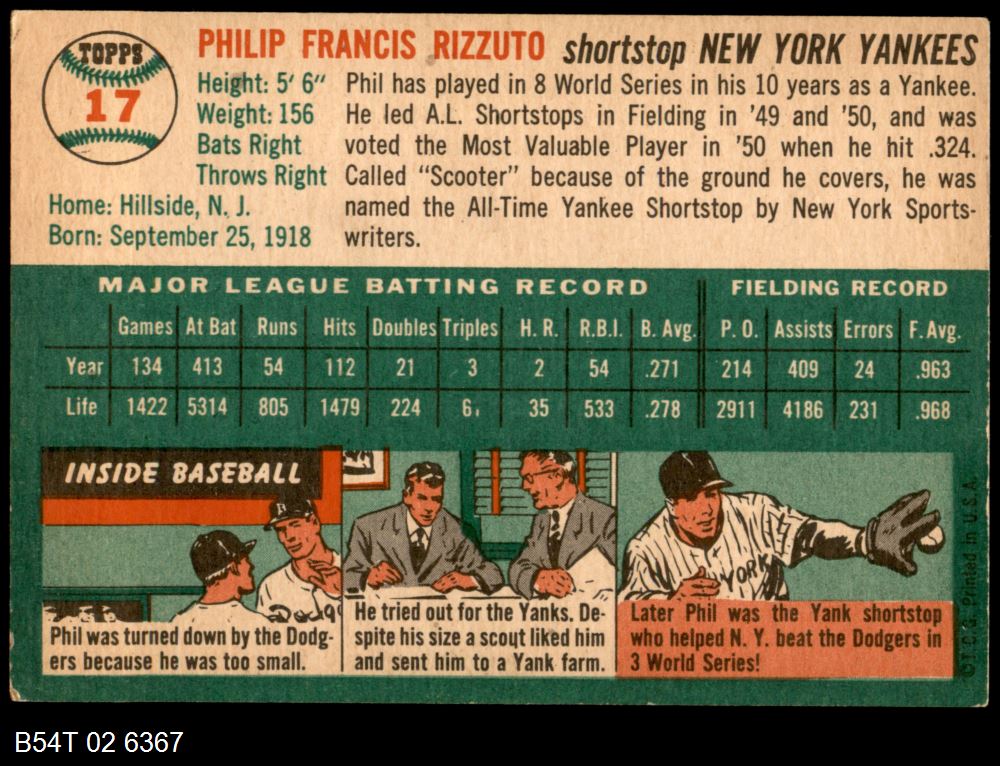 TOPPS
17
PHILIP FRANCIS RIZZUTO shortstop NEW YORK YANKEES
Height: 5' 6"
Weight: 156
Bats Right
Throws Right
Home: Hillside, N. J.
Born: September 25, 1918
Phil has played in 8 World Series in his 10 years as a Yankee.
He led A.L. Shortstops in Fielding in '49 and '50, and was
voted the Most Valuable Player in '50 when he hit .324.
Called "Scooter" because of the ground he covers, he was
named the All-Time Yankee Shortstop by New York Sports-
writers.
MAJOR LEAGUE BATTING RECORD FIELDING RECORD
Games At Bat Runs Hits Doubles Triples H. R. R.B.I. B. Avg. P. O. Assists Errors F. Avg.
Year 134 413 54 112 21 3 2 54 .271 214 409 24 .963
Life 1422 5314 805 1479 224 35 533 .278 2911 4186 231 .968
INSIDE BASEBALL
B
Dodg
Phil was turned down by the Dodg-
ers because he was too small.
He tried out for the Yanks. De-
spite his size a scout liked him
and sent him to a Yank farm.
YORK
Later Phil was the Yank shortstop
who helped N. Y. beat the Dodgers in
3 World Series!
© T.C.G. Printed in U.S.A.
B54T 02 6367